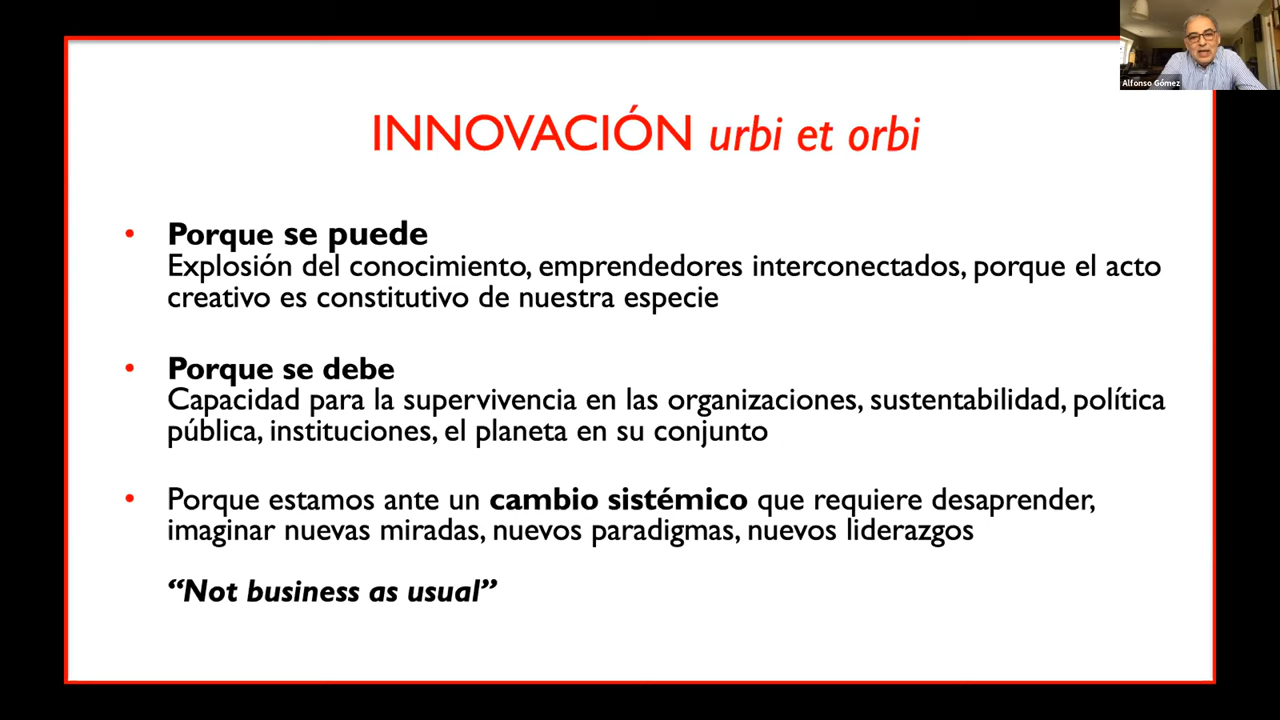 Alfonso Gómez
INNOVACIÓN urbi et orbi
• Porque se puede
Explosión del conocimiento, emprendedores interconectados, porque el acto
creativo es constitutivo de nuestra especie
• Porque se debe
Capacidad para la supervivencia en las organizaciones, sustentabilidad, política
pública, instituciones, el planeta en su conjunto
• Porque estamos ante un cambio sistémico que requiere desaprender,
imaginar nuevas miradas, nuevos paradigmas, nuevos liderazgos
“Not business as usual”